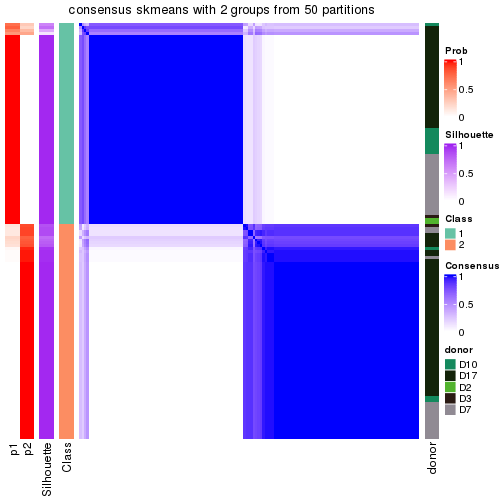 consensus skmeans with 2 groups from 50 partitions
Prob
1
0.5
0
Silhouette
1
0.5
0
Class
1
2
Consensus
1
0.5
0
donor
D10
D17
D2
D3
D7
p1
p2
Silhouette
Class
donor